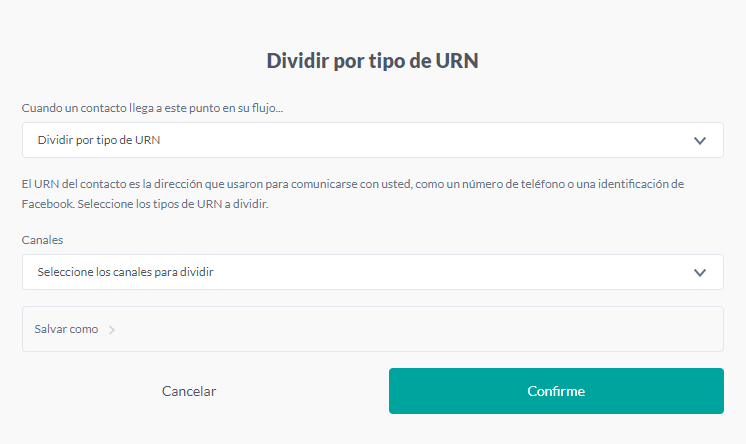 Dividir por tipo de URN
Cuando un contacto llega a este punto en su flujo...
Dividir por tipo de URN
El URN del contacto es la dirección que usaron para comunicarse con usted, como un número de teléfono o una identificación de
Facebook. Seleccione los tipos de URN a dividir.
Canales
Seleccione los canales para dividir
Salvar como
Cancelar
Confirme